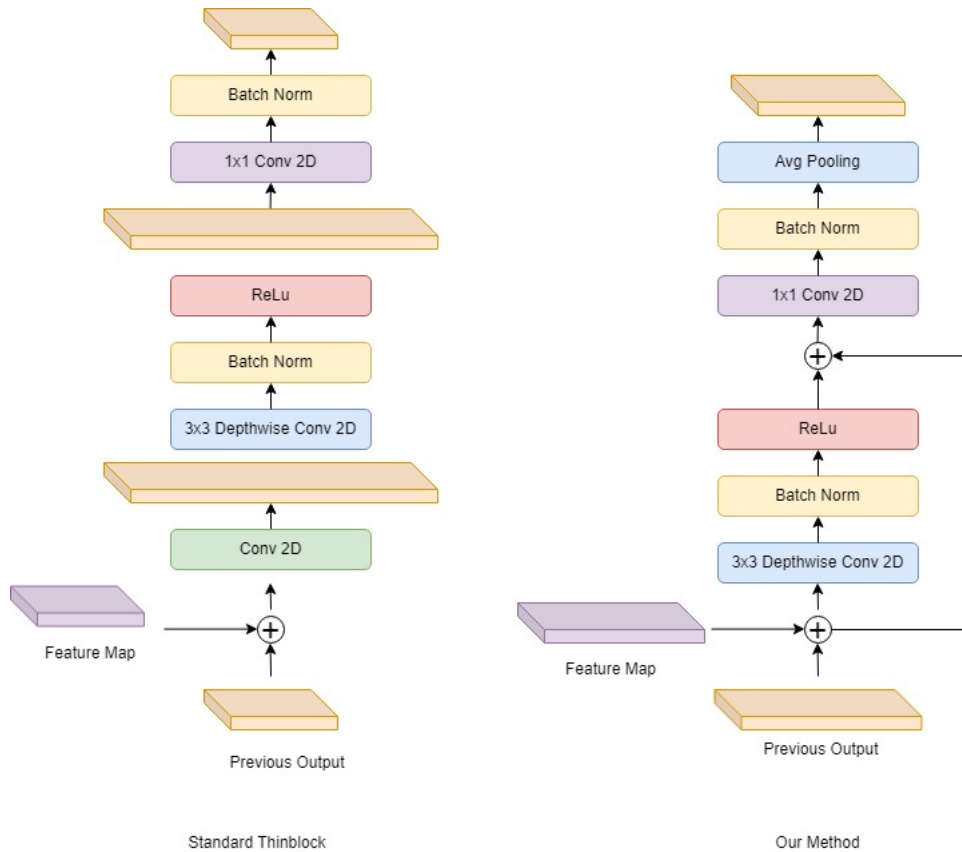 Batch Norm
1x1 Conv 2D
ReLu
Batch Norm
3x3 Depthwise Conv 2D
Conv 2D
+
Feature Map
Previous Output
Standard Thinblock
Avg Pooling
Batch Norm
1x1 Conv 2D
+
ReLu
Batch Norm
3x3 Depthwise Conv 2D
+
Feature Map
Previous Output
Our Method